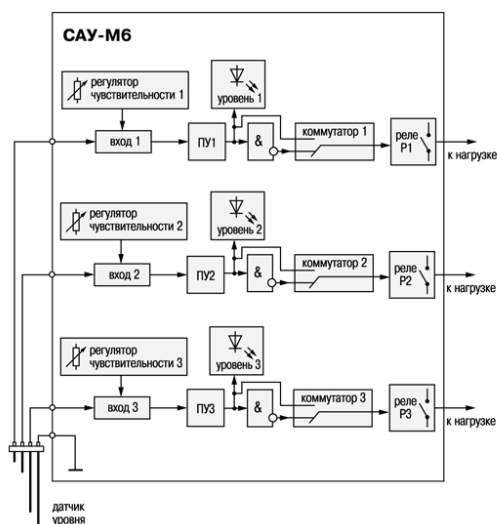 САУ-М6
регулятор
чувствительности 1
уровень 1
вход 1
ПУ1
&
коммутатор 1
реле
Р1
к нагрузке
регулятор
чувствительности 2
уровень 2
вход 2
ПУ2
&
коммутатор 2
реле
Р2
к нагрузке
регулятор
чувствительности 3
уровень 3
вход 3
ПУ3
&
коммутатор 3
реле
Р3
к нагрузке
датчик
уровня